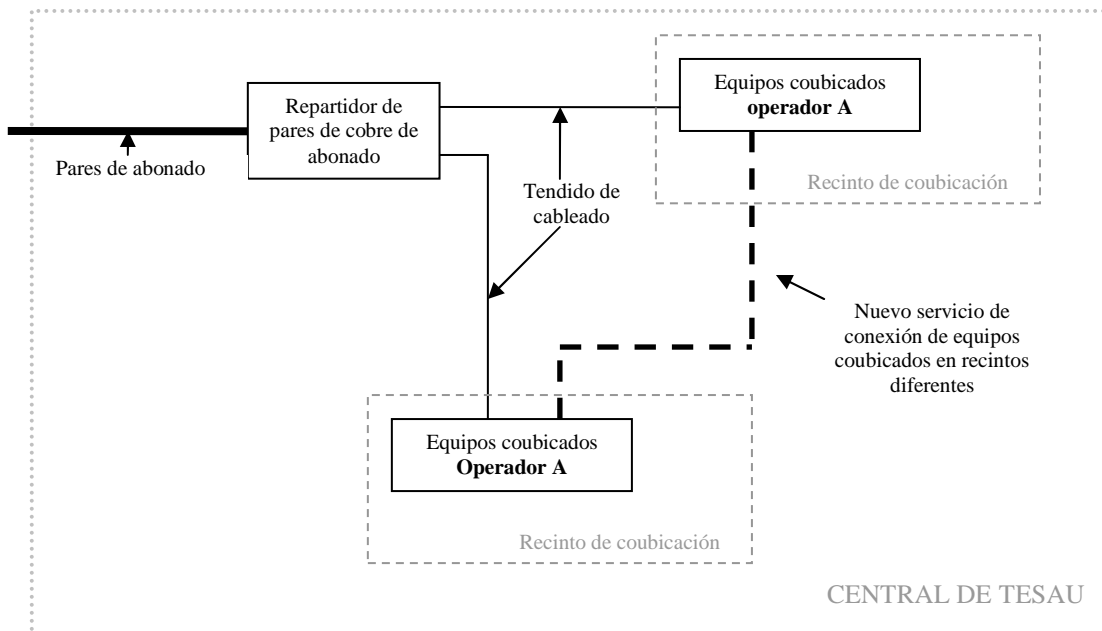 Equipos coubicados
operador A
Repartidor de
pares de cobre de
abonado
Pares de abonado
Recinto de coubicación
Tendido de
cableado
Nuevo servicio de
conexión de equipos
coubicados en recintos
diferentes
Equipos coubicados
Operador A
Recinto de coubicación
CENTRAL DE TESAU